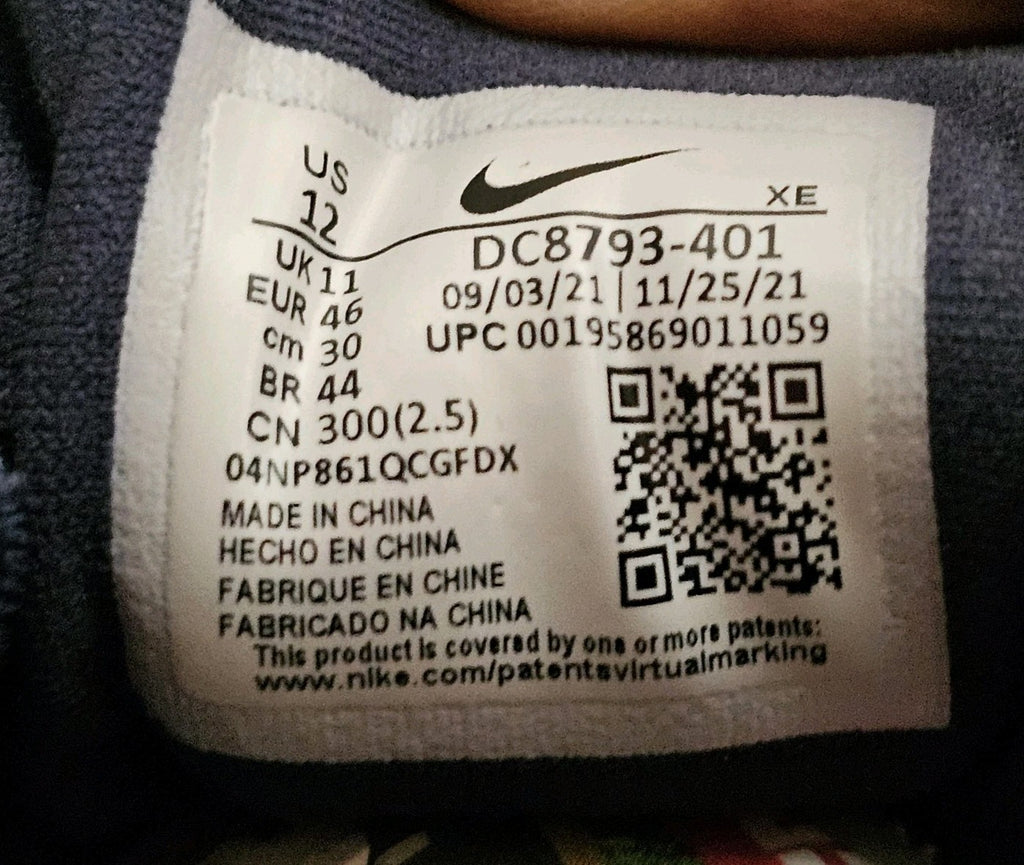 US
12
UK 11
EUR 46
cm 30
BR 44
CN 300(2.5)
XE
DC8793-401
09/03/21 | 11/25/21
UPC 00195869011059
04NP861QCGFDX
MADE IN CHINA
HECHO EN CHINA
FABRIQUE EN CHINE
FABRICADO NA CHINA
This product is covered by one or more patents:
www.nike.com/patentsvirtualmarking